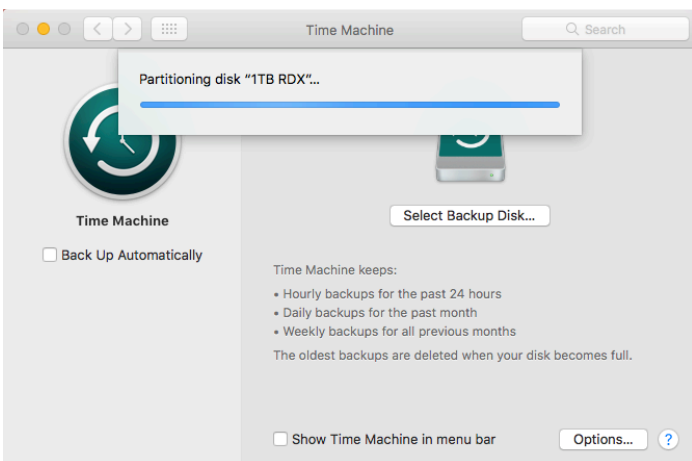 Time Machine
Search
Partitioning disk “1TB RDX”...
Time Machine
Back Up Automatically
Select Backup Disk...
Time Machine keeps:
• Hourly backups for the past 24 hours
• Daily backups for the past month
• Weekly backups for all previous months
The oldest backups are deleted when your disk becomes full.
Show Time Machine in menu bar
Options...
?